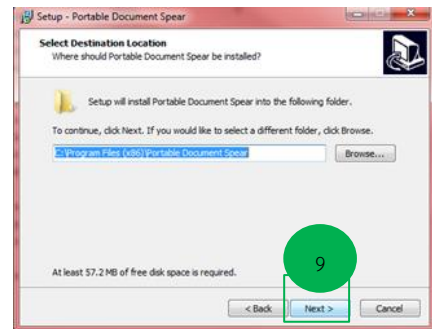 Setup - Portable Document Spear
Select Destination Location
Where should Portable Document Spear be installed?
Setup will install Portable Document Spear into the following folder.
To continue, click Next. If you would like to select a different folder, click Browse.
C:\Program Files (x86)\Portable Document Spear
Browse...
9
At least 57.2 MB of free disk space is required.
< Back
Next >
Cancel